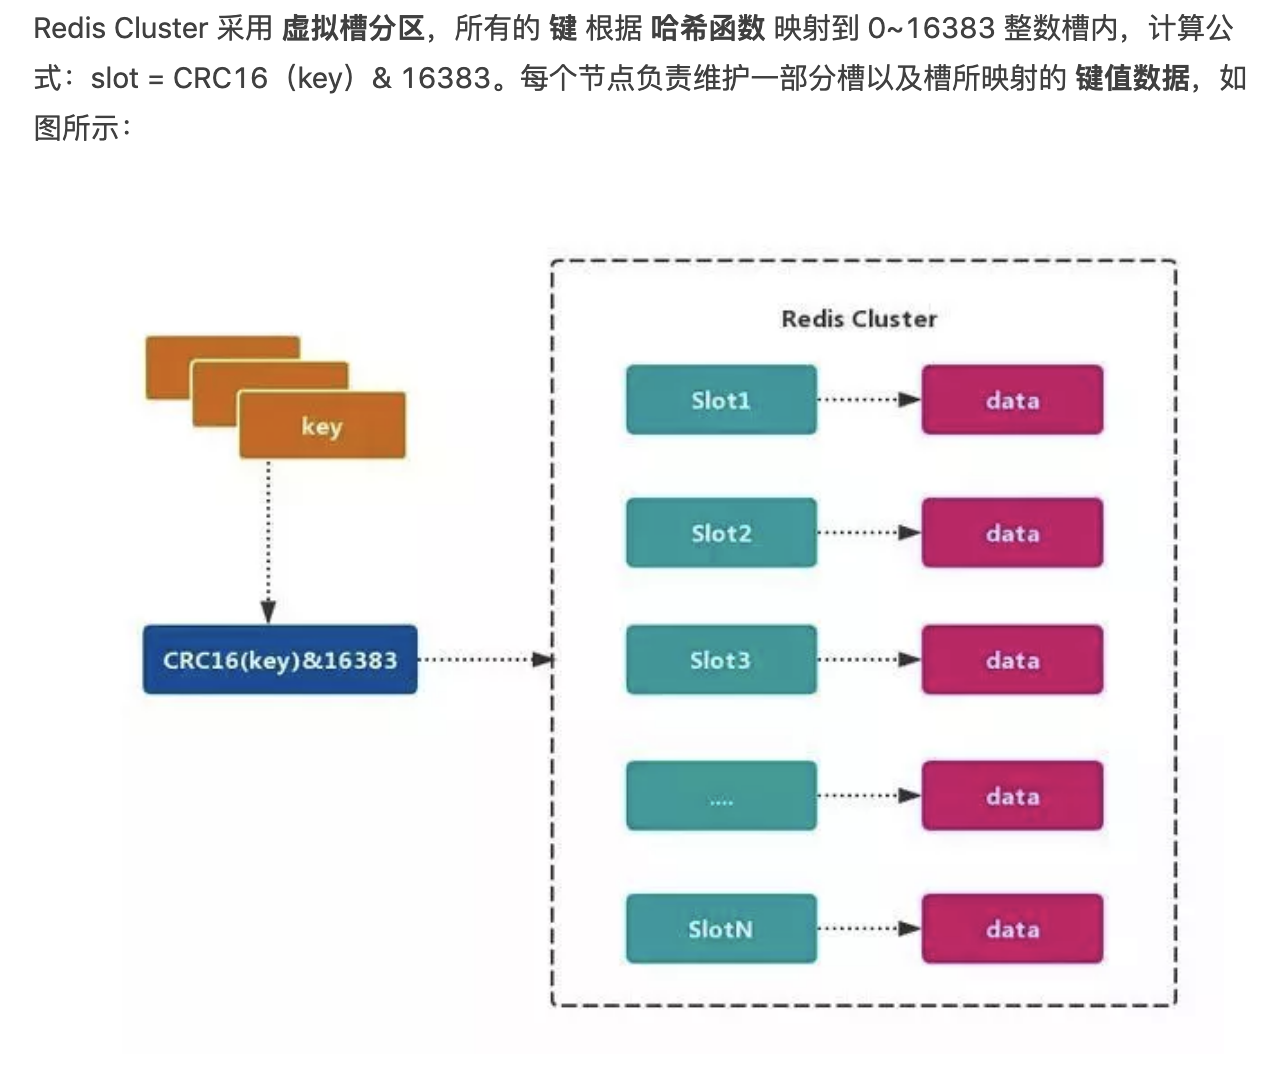 Redis Cluster 采用 虚拟槽分区，所有的 键 根据 哈希函数 映射到 0~16383 整数槽内，计算公
式：slot = CRC16（key）& 16383。每个节点负责维护一部分槽以及槽所映射的 键值数据，如
图所示：
Redis Cluster
key
CRC16(key)&16383
Slot1
data
Slot2
data
Slot3
data
....
data
SlotN
data